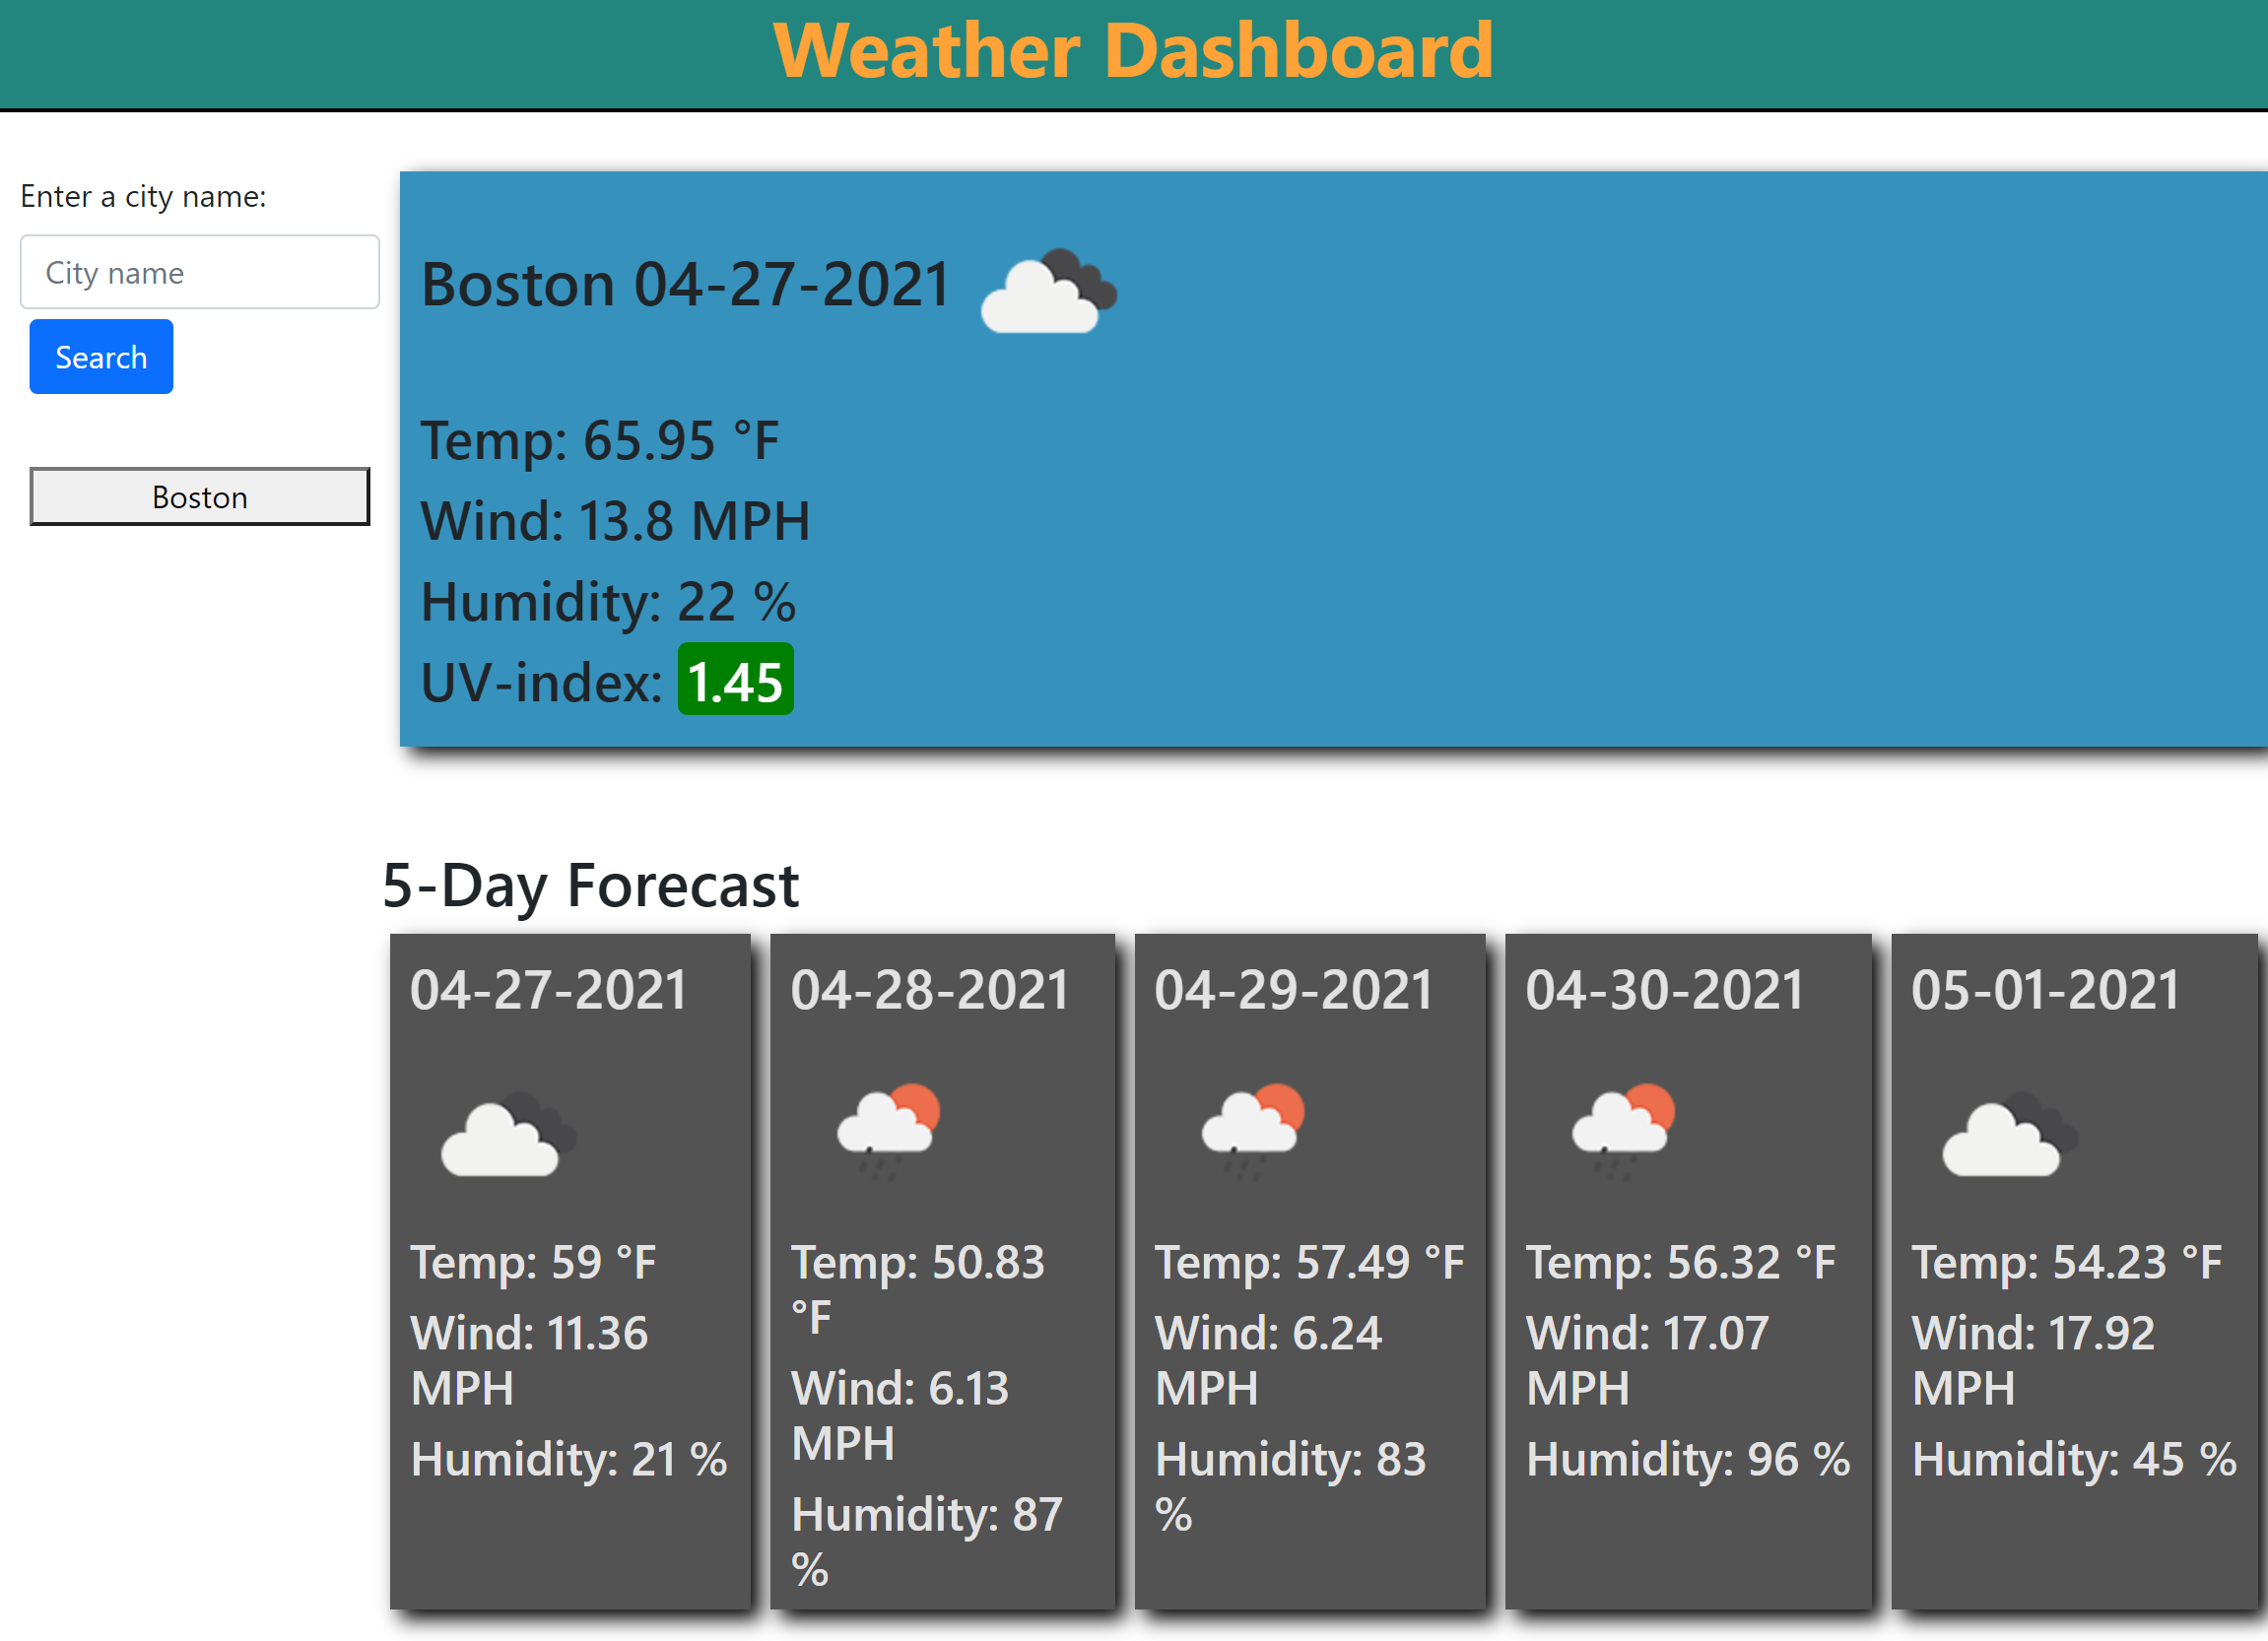 Weather Dashboard
Enter a city name:
City name
Search
Boston
Boston 04-27-2021
Temp: 65.95 °F
Wind: 13.8 MPH
Humidity: 22 %
UV-index: 1.45
5-Day Forecast
04-27-2021
Temp: 59 °F
Wind: 11.36
MPH
Humidity: 21 %
04-28-2021
Temp: 50.83
°F
Wind: 6.13
MPH
Humidity: 87
%
04-29-2021
Temp: 57.49 °F
Wind: 6.24
MPH
Humidity: 83
%
04-30-2021
Temp: 56.32 °F
Wind: 17.07
MPH
Humidity: 96 %
05-01-2021
Temp: 54.23 °F
Wind: 17.92
MPH
Humidity: 45 %